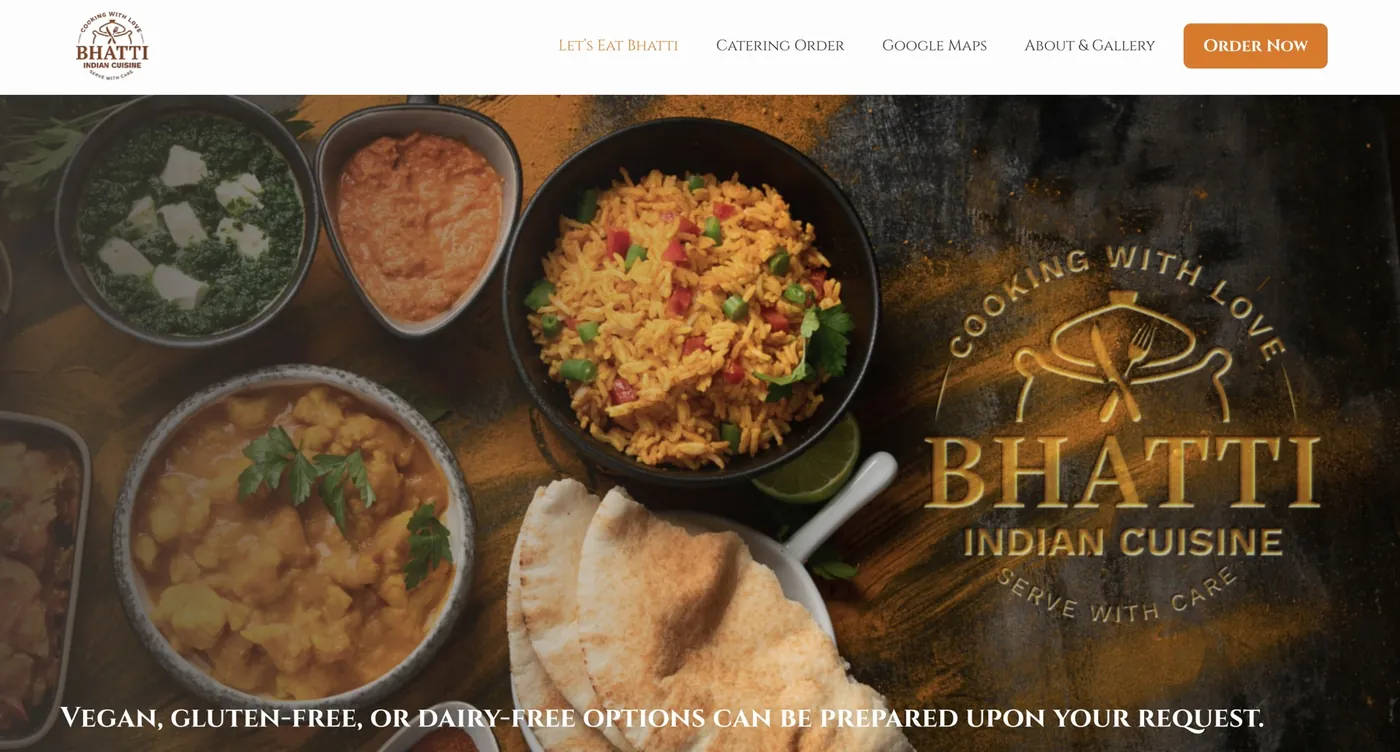 COOKING WITH LOVE
BHATTI
INDIAN CUISINE
SERVE WITH CARE
Let's Eat Bhatti
Catering Order
Google Maps
About & Gallery
Order Now
COOKING WITH LOVE
BHATTI
INDIAN CUISINE
SERVE WITH CARE
Vegan, gluten-free, or dairy-free options can be prepared upon your request.